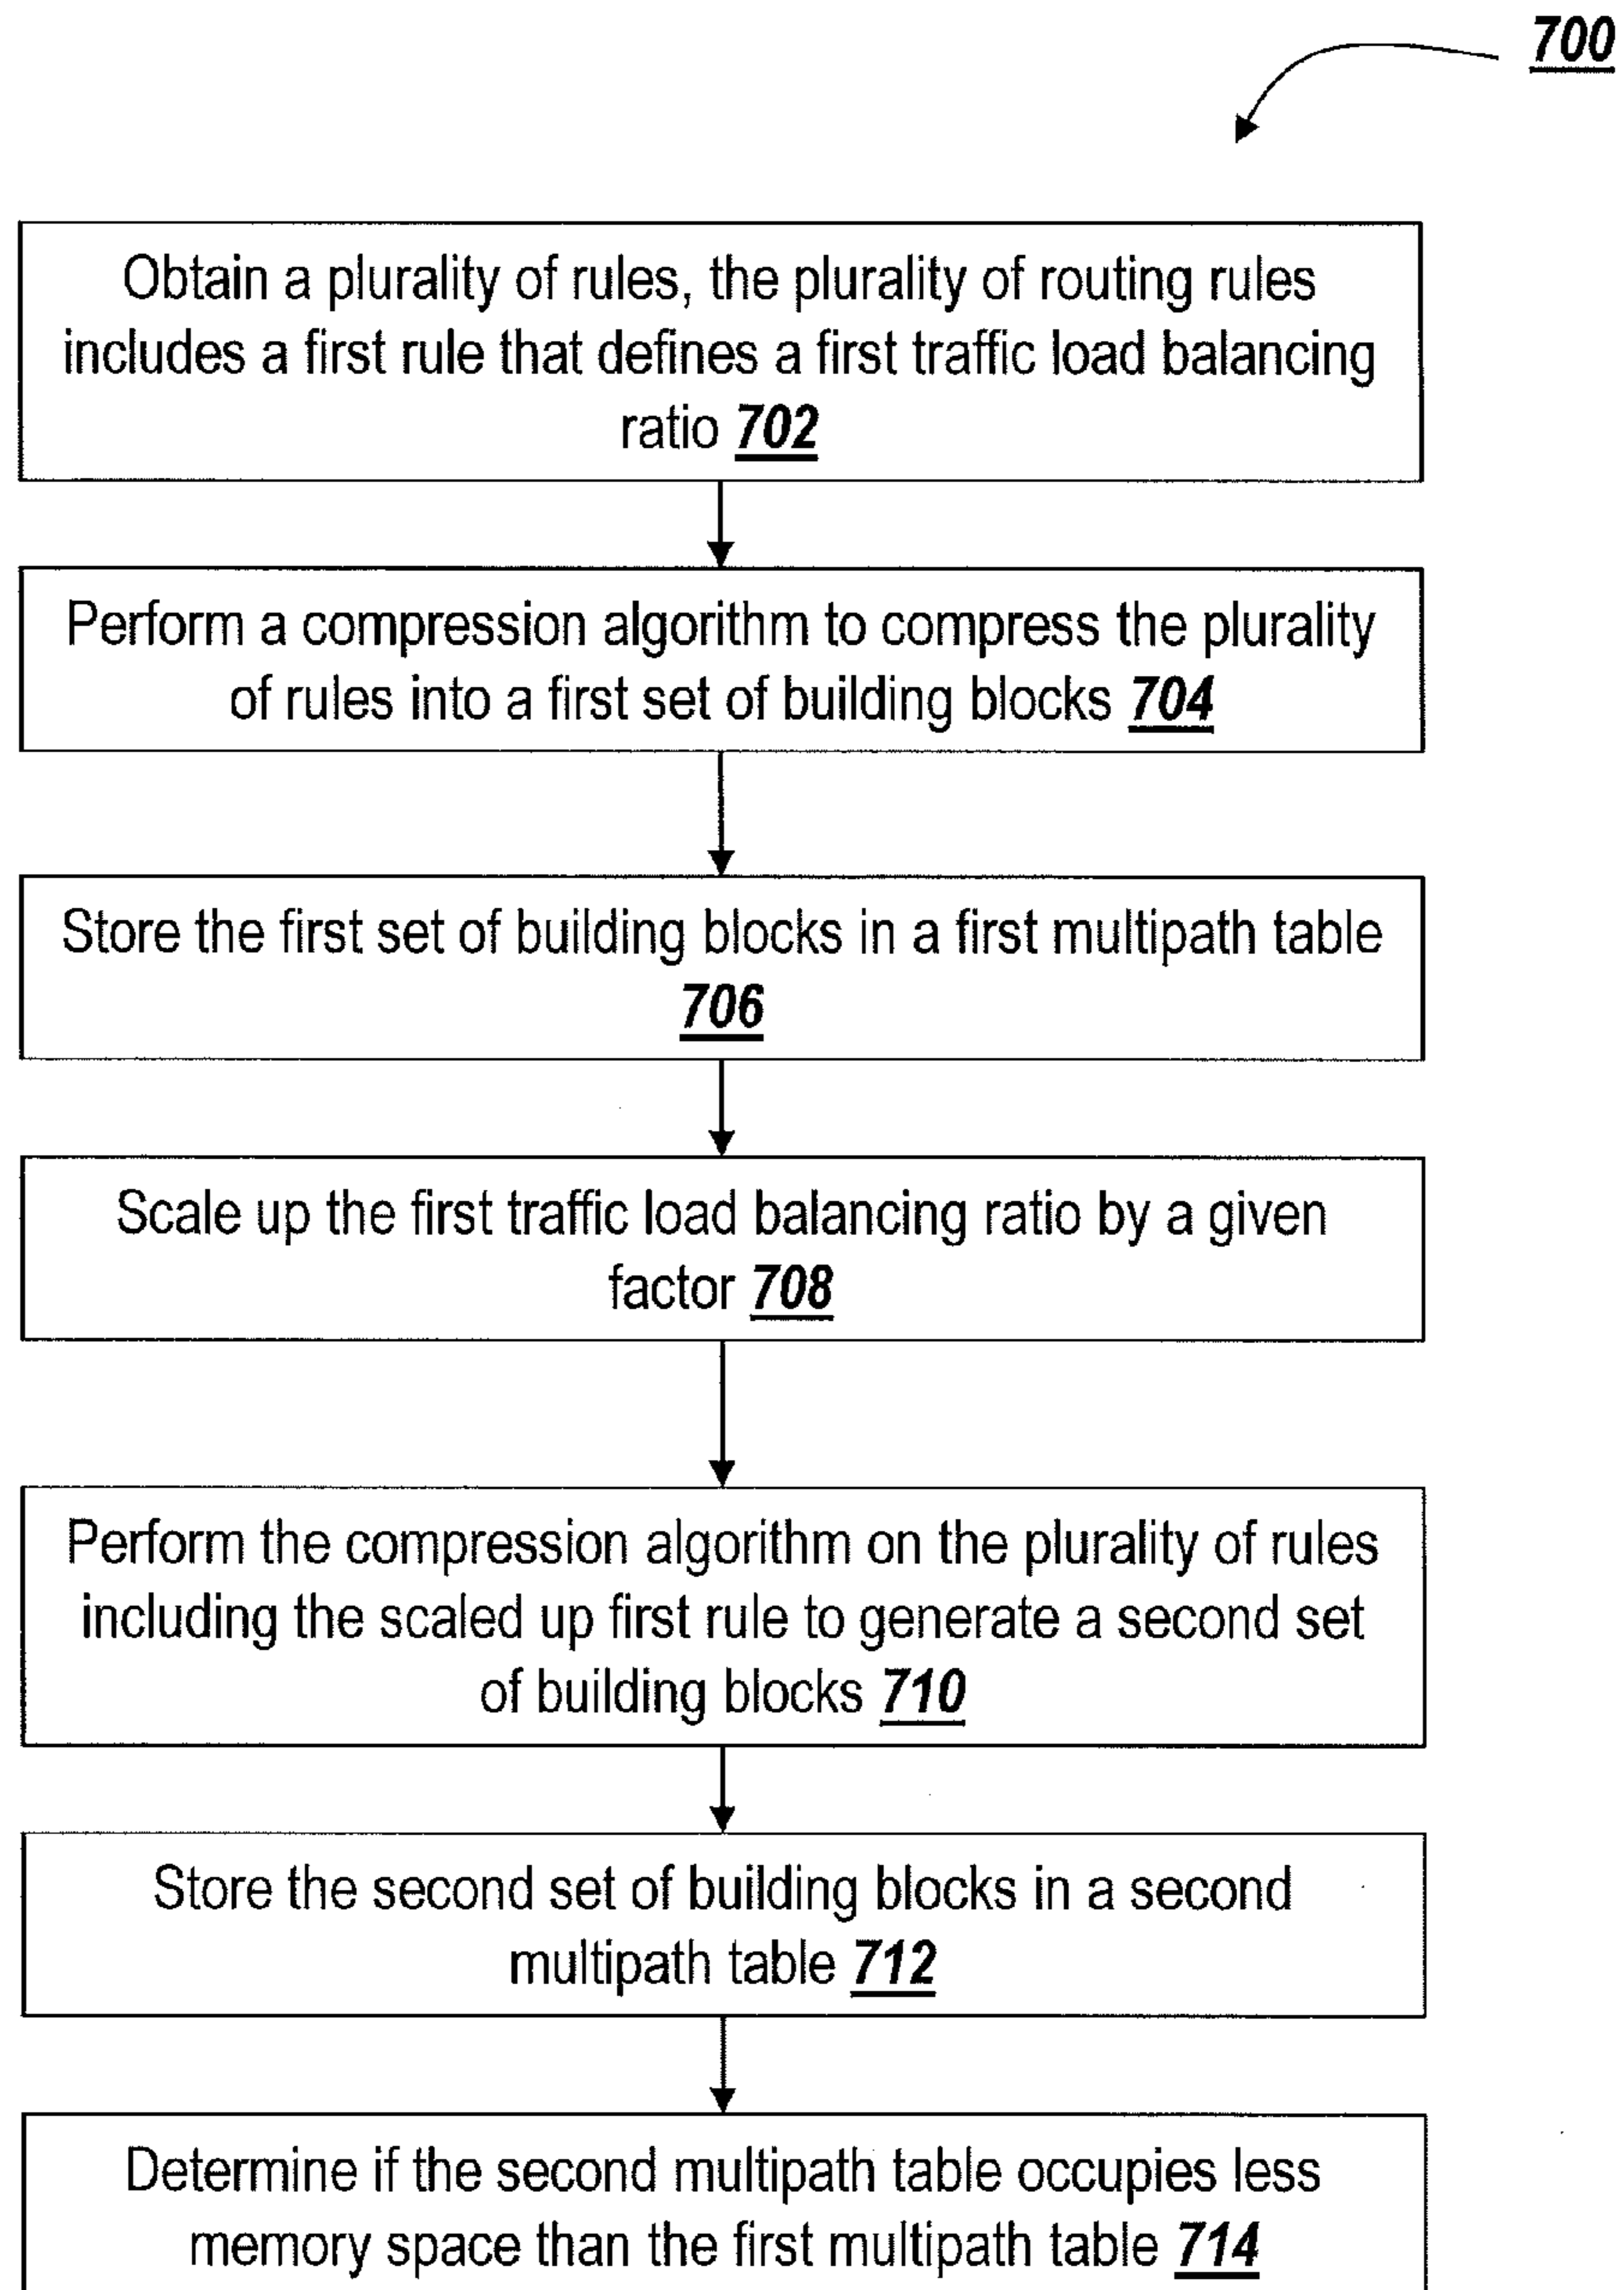 700
Obtain a plurality of rules, the plurality of routing rules
includes a first rule that defines a first traffic load balancing
ratio 702
Perform a compression algorithm to compress the plurality
of rules into a first set of building blocks 704
Store the first set of building blocks in a first multipath table
706
Scale up the first traffic load balancing ratio by a given
factor 708
Perform the compression algorithm on the plurality of rules
including the scaled up first rule to generate a second set
of building blocks 710
Store the second set of building blocks in a second
multipath table 712
Determine if the second multipath table occupies less
memory space than the first multipath table 714